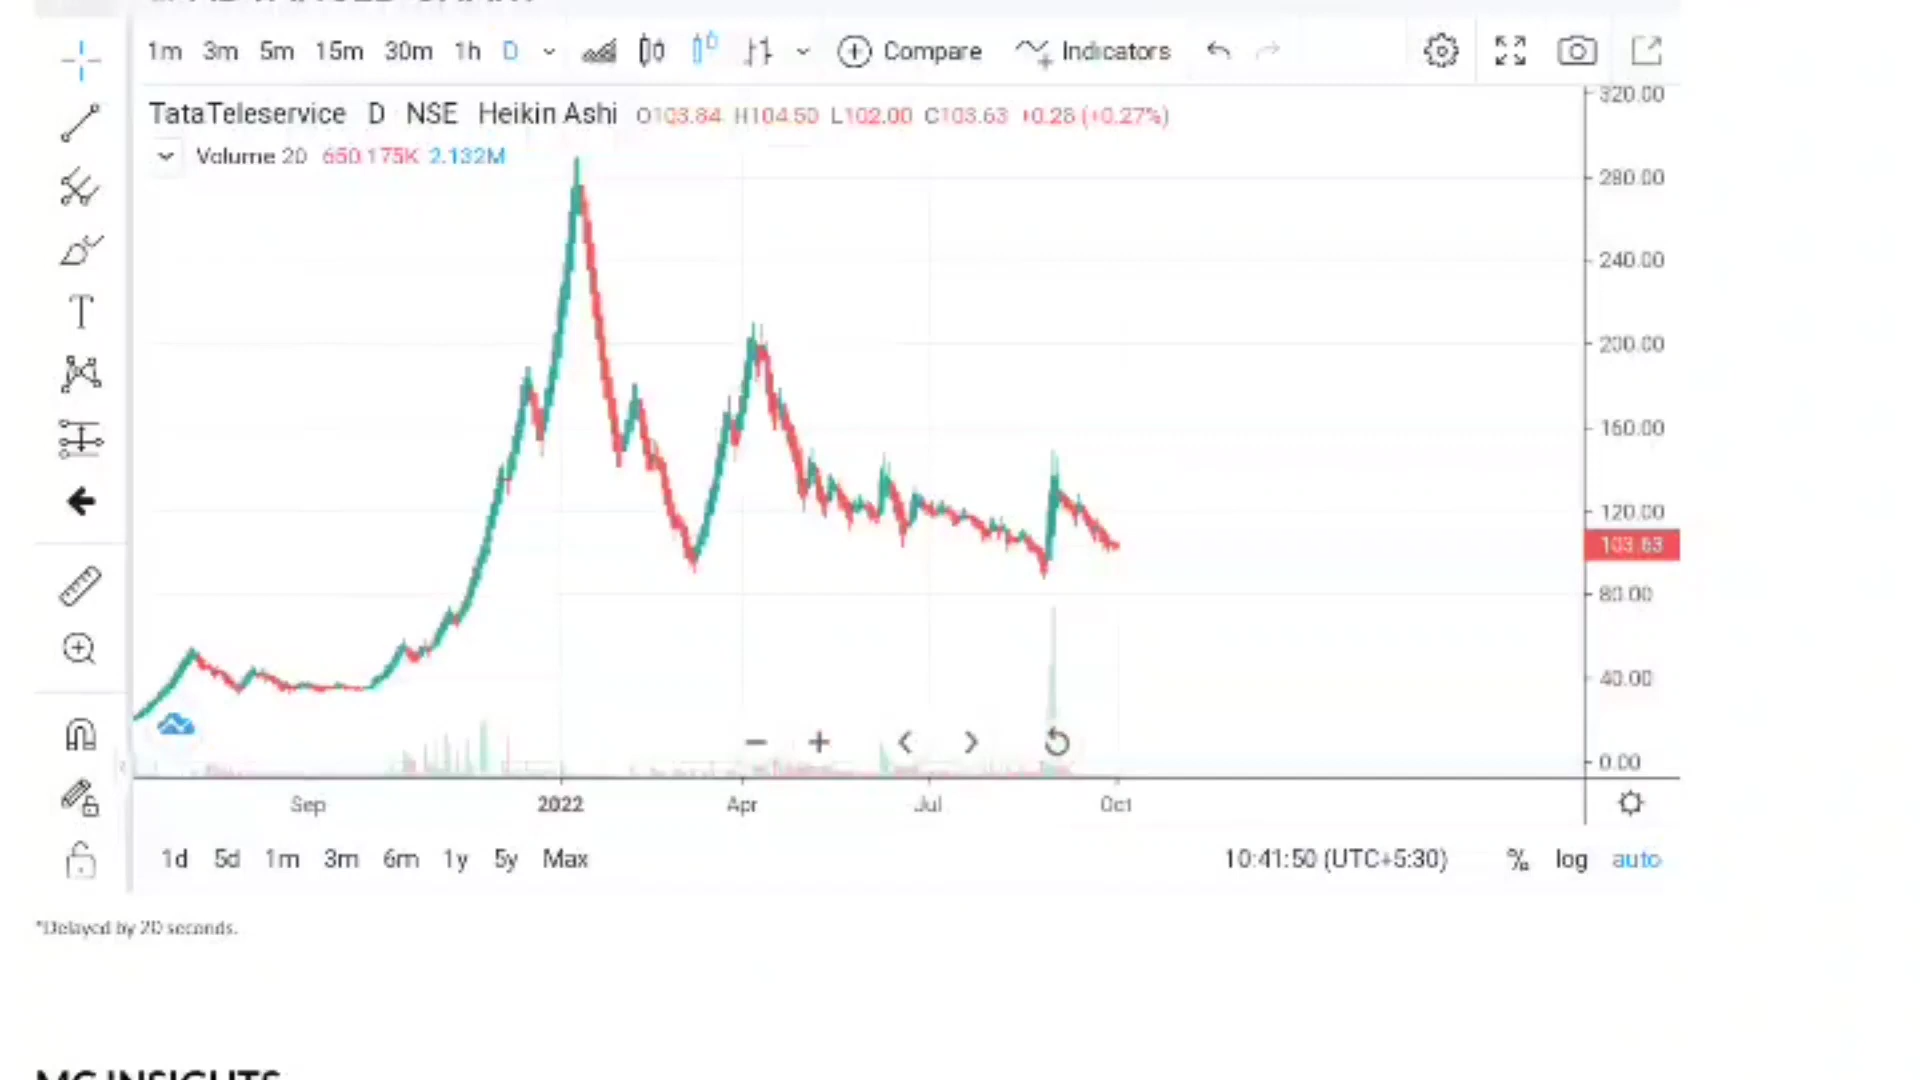 1m 3m 5m 15m 30m 1h D Compare Indicators
TataTeleservice D NSE Heikin Ashi O103.84 H104.50 L102.00 C103.63 +0.28 (+0.27%)
Volume 20 650.175K 2.132M
320.00
280.00
240.00
200.00
160.00
120.00
103.63
80.00
40.00
0.00
Sep 2022 Apr Jul Oct
1d 5d 1m 3m 6m 1y 5y Max 10:41:50 (UTC+5:30) % log auto
*Delayed by 20 seconds.
MC INSIGHTS